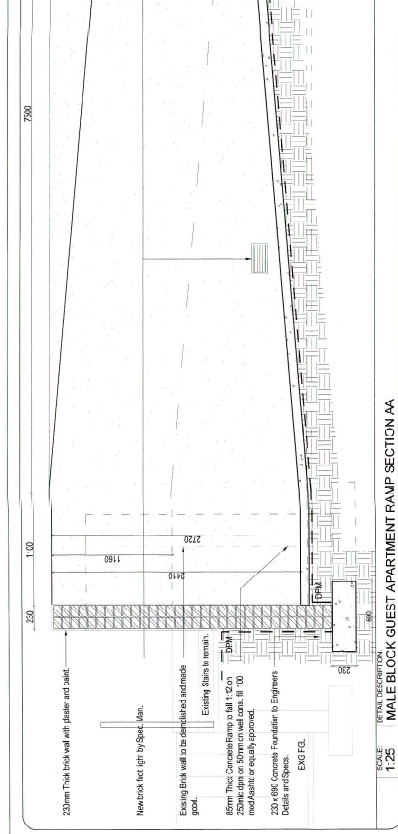 7500
1100
230
2720
1160
2410
230mm Thick brick wall with plaster and paint.
New brick foot light by Spec. Man.
Existing Brick wall to be demolished and made
good.
Existing Stairs to remain.
85mm Thick Concrete Ramp to fall 1:12 on
250mic dpm on 50mm on well cons. fill 100
mod Aashto or equally approved.
230 x 690 Concrete Foundation to Engineers
Details and Specs.
EXG FGL
DPM
DPM
690
230
SCALE:
1:25
DETAIL DESCRIPTION
MALE BLOCK GUEST APARTMENT RAMP SECTION AA